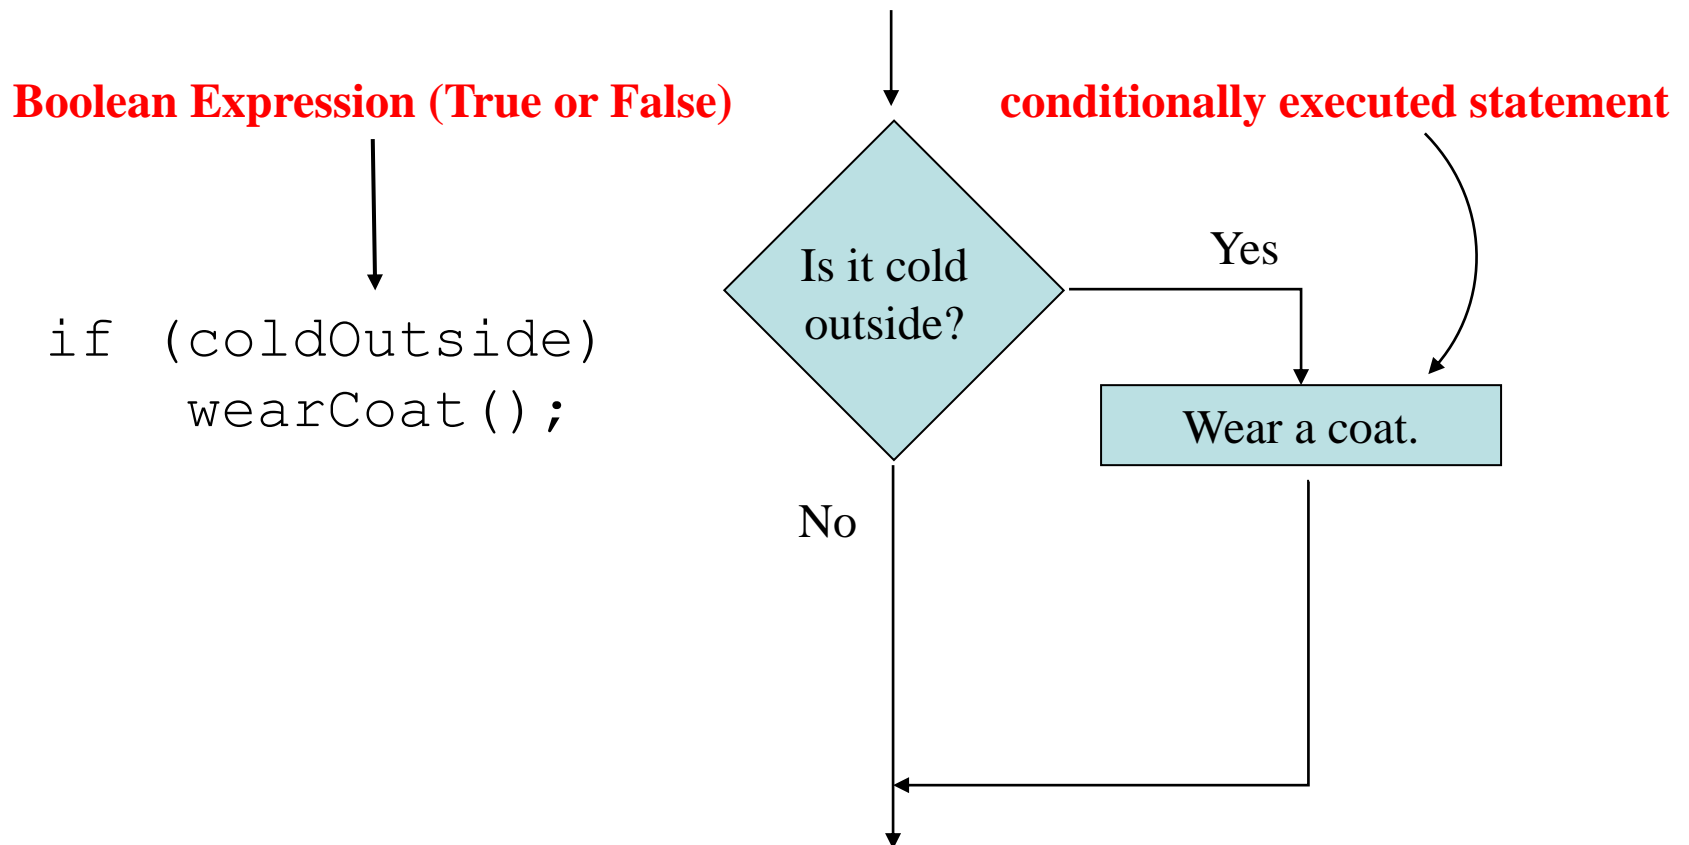 Boolean Expression (True or False)
if (coldOutside)
wearCoat();
Is it cold
outside?
Yes
No
conditionally executed statement
Wear a coat.